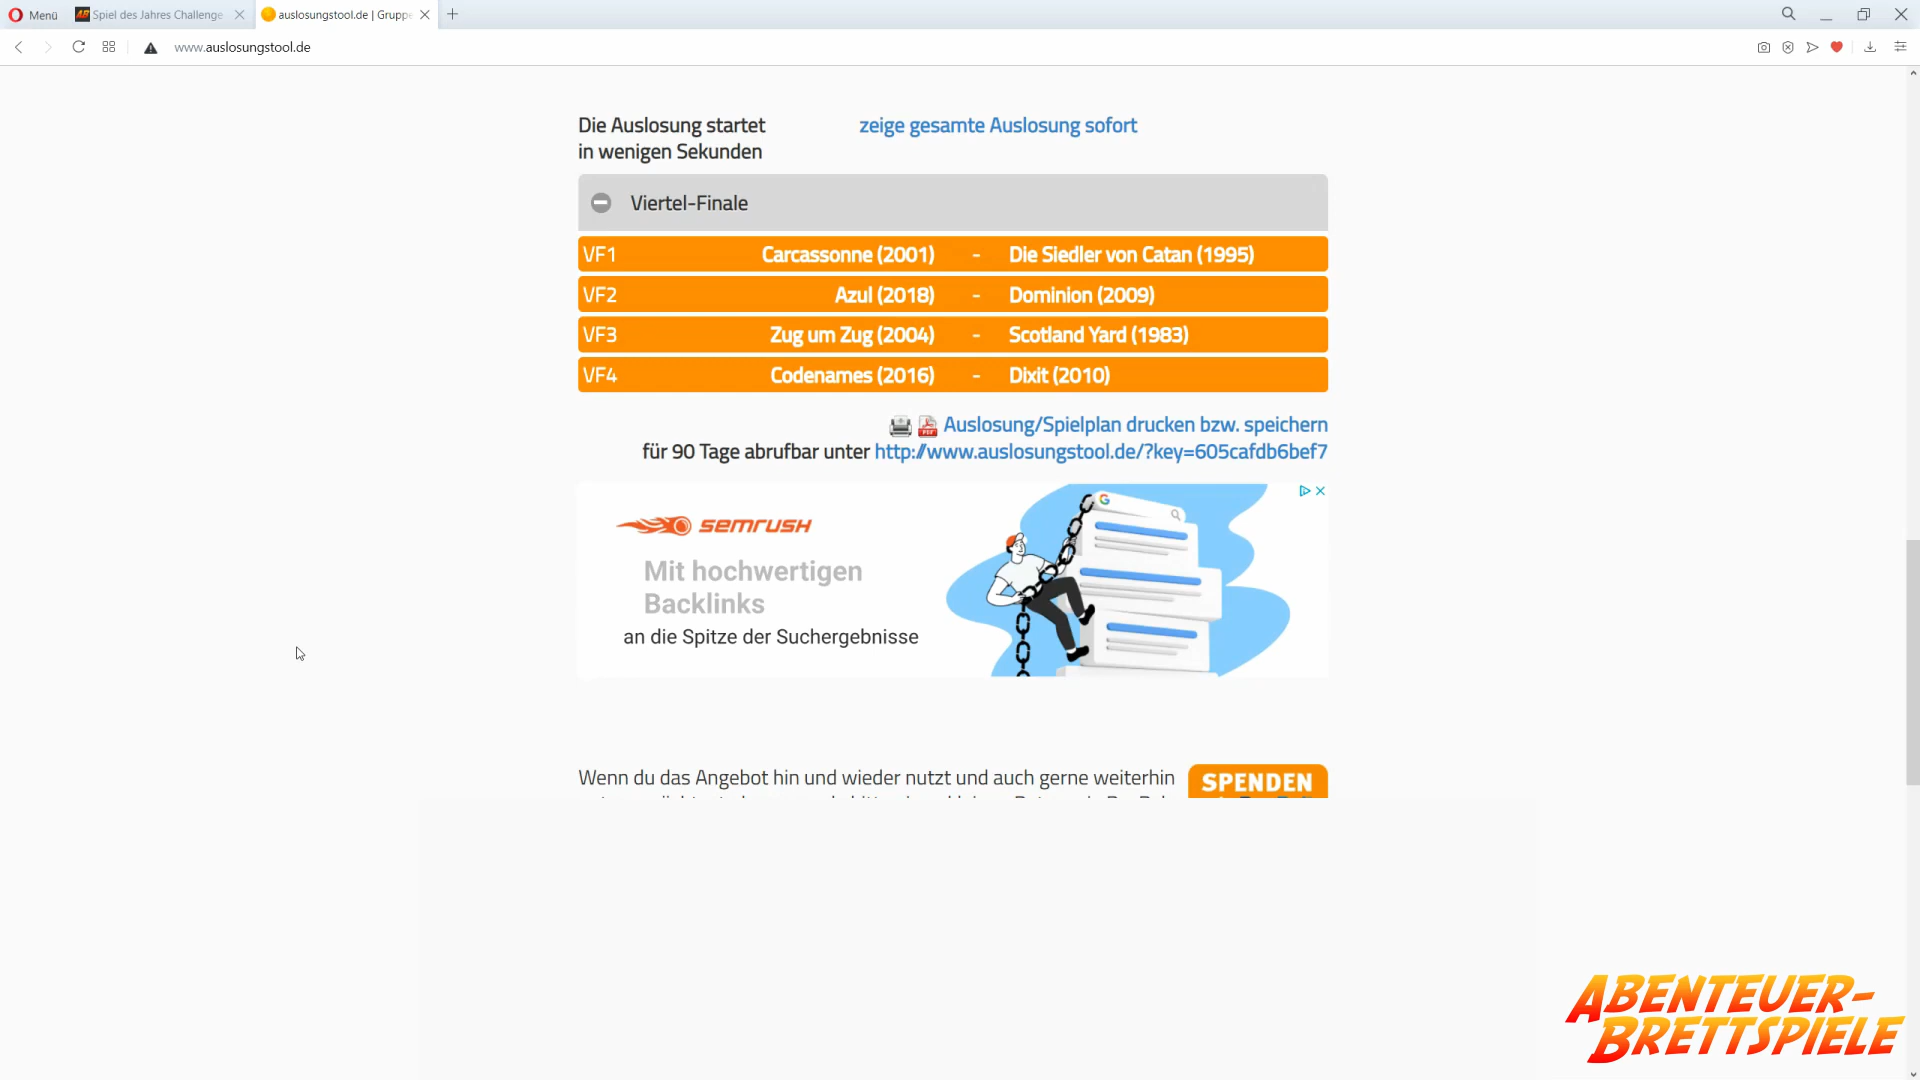 Menü
Spiel des Jahres Challenge
auslosungstool.de | Gruppe
www.auslosungstool.de
Die Auslosung startet
in wenigen Sekunden
zeige gesamte Auslosung sofort
Viertel-Finale
VF1 Carcassonne (2001) - Die Siedler von Catan (1995)
VF2 Azul (2018) - Dominion (2009)
VF3 Zug um Zug (2004) - Scotland Yard (1983)
VF4 Codenames (2016) - Dixit (2010)
Auslosung/Spielplan drucken bzw. speichern
für 90 Tage abrufbar unter http://www.auslosungstool.de/?key=605cafdb6bef7
semrush
Mit hochwertigen
Backlinks
an die Spitze der Suchergebnisse
Wenn du das Angebot hin und wieder nutzt und auch gerne weiterhin
SPENDEN
ABENTEUER-
BRETTSPIELE